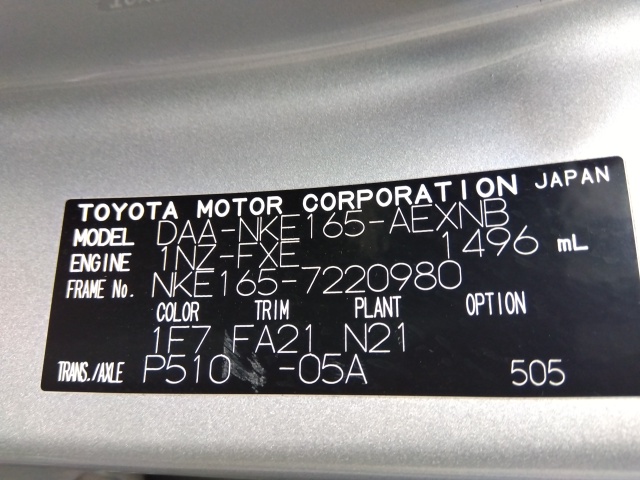 TOYOTA MOTOR CORPORATION JAPAN
MODEL DAA-NKE165-AEXNB
ENGINE 1NZ-FXE 1496 mL
FRAME No. NKE165-7220980
COLOR TRIM PLANT OPTION
1E7 FA21 N21
TRANS./AXLE P510 -05A 505